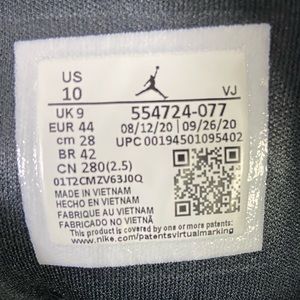 US
10
VJ
UK 9
554724-077
EUR 44
08/12/20 09/26/20
cm 28
UPC 00194501095402
BR 42
CN 280(2.5)
01T2CMZV63J0Q
MADE IN VIETNAM
HECHO EN VIETNAM
FABRIQUE AU VIETNAM
FABRICADO NO VIETNÃ
This product is covered by one or more patents:
www.nike.com/patentsvirtualmarking